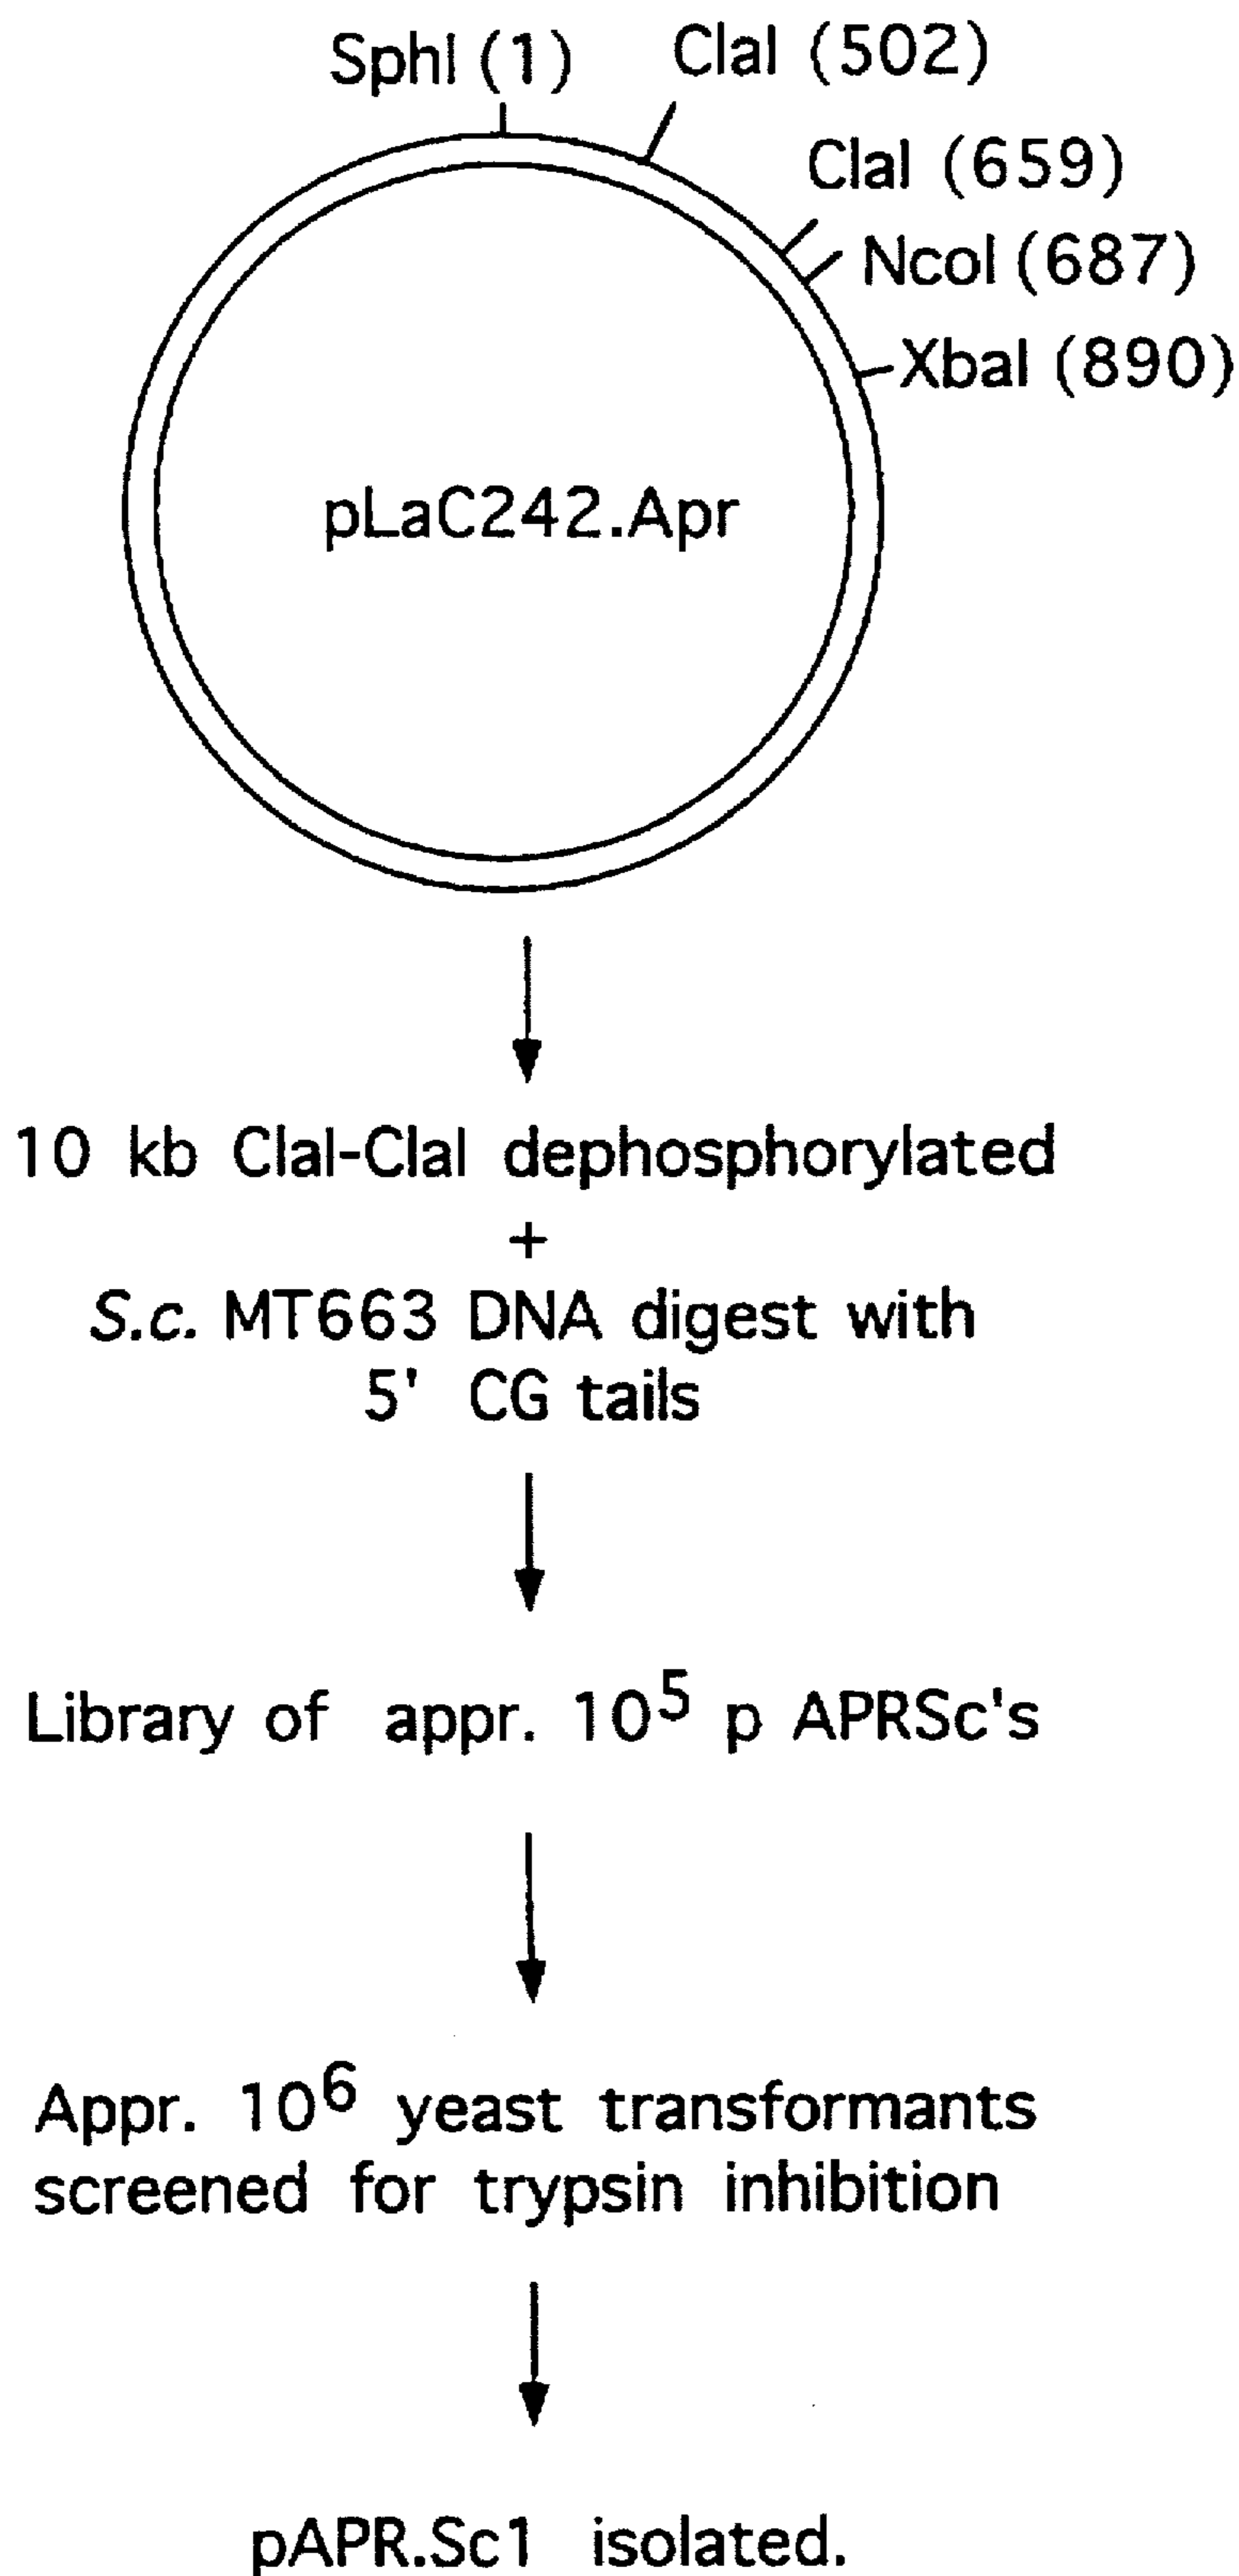 SphI (1)
ClaI (502)
ClaI (659)
NcoI (687)
XbaI (890)
pLaC242.Apr
10 kb ClaI-ClaI dephosphorylated
+
S.c. MT663 DNA digest with
5' CG tails
Library of appr. 10⁵ p APRSc's
Appr. 10⁶ yeast transformants
screened for trypsin inhibition
pAPR.Sc1 isolated.